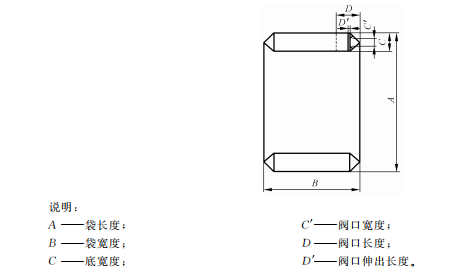 D
D′ C′
C
A
B
说明：
A ——袋长度； C′——阀口宽度；
B ——袋宽度； D ——阀口长度；
C ——底宽度； D′——阀口伸出长度。